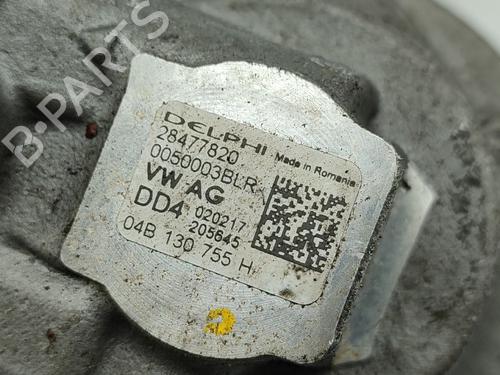 B-PARTS
DELPHI Made in Romania
28477820
0050003BLR
VW AG
DD4 020217
205645
04B 130 755 H